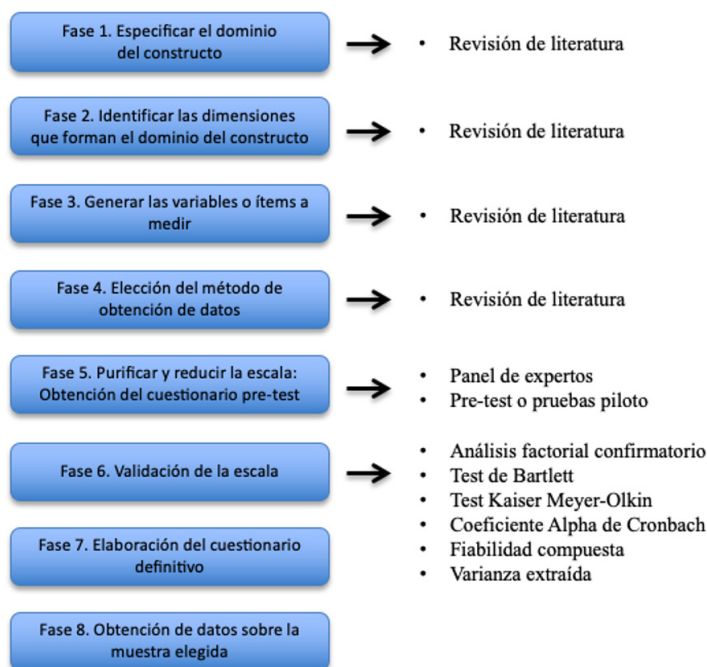 Fase 1. Especificar el dominio
del constructo
• Revisión de literatura
Fase 2. Identificar las dimensiones
que forman el dominio del constructo
• Revisión de literatura
Fase 3. Generar las variables o ítems a
medir
• Revisión de literatura
Fase 4. Elección del método de
obtención de datos
• Revisión de literatura
Fase 5. Purificar y reducir la escala:
Obtención del cuestionario pre-test
• Panel de expertos
• Pre-test o pruebas piloto
Fase 6. Validación de la escala
• Análisis factorial confirmatorio
• Test de Bartlett
• Test Kaiser Meyer-Olkin
• Coeficiente Alpha de Cronbach
• Fiabilidad compuesta
• Varianza extraída
Fase 7. Elaboración del cuestionario
definitivo
Fase 8. Obtención de datos sobre la
muestra elegida